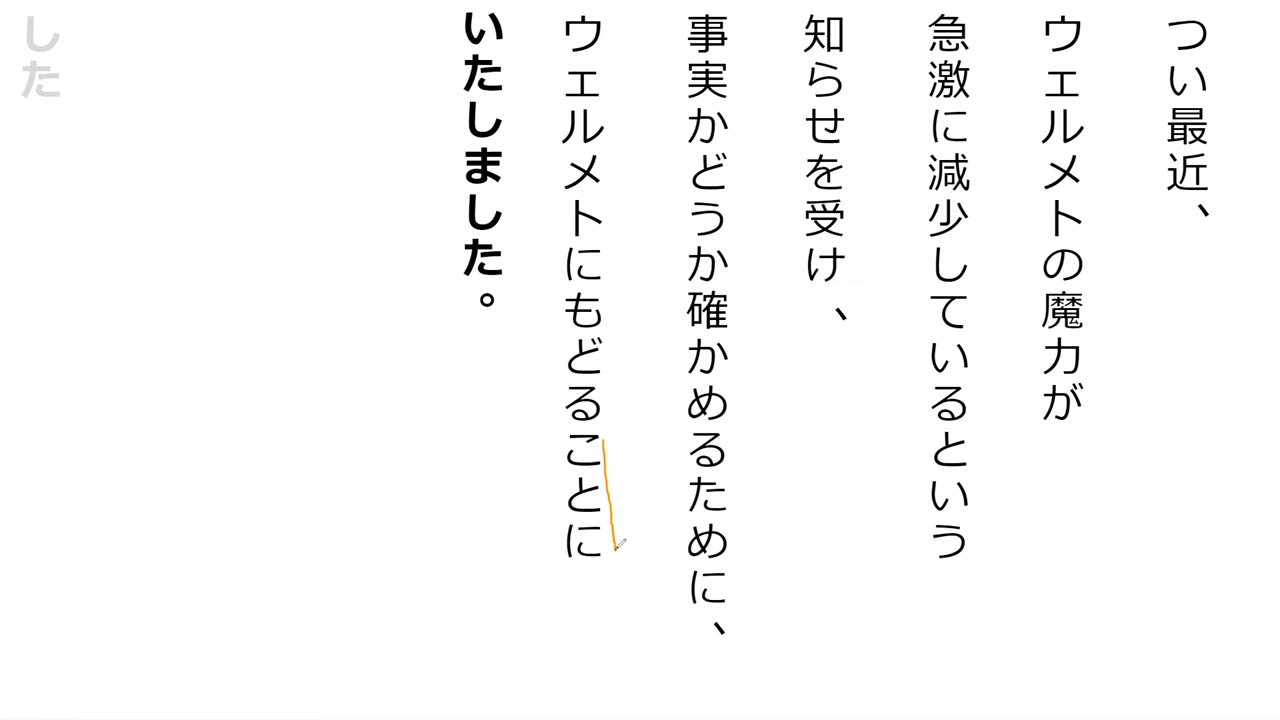 つい最近、
ウェルメトの魔力が
急激に減少しているという
知らせを受け、
事実かどうか確かめるために、
ウェルメトにもどることに
いたしました。
した